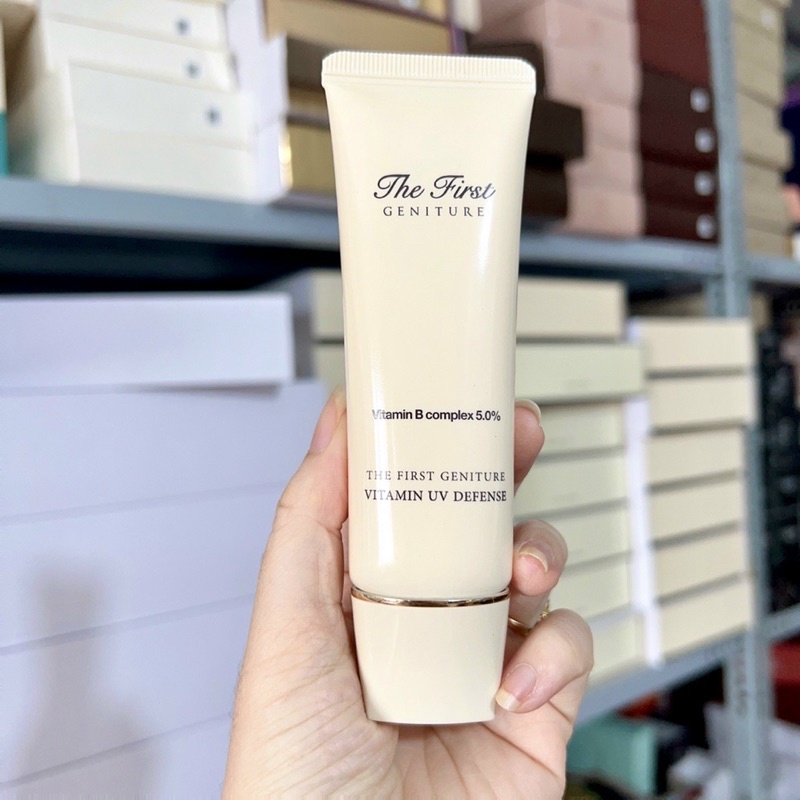 The First
GENITURE
Vitamin B complex 5.0%
THE FIRST GENITURE
VITAMIN UV DEFENSE